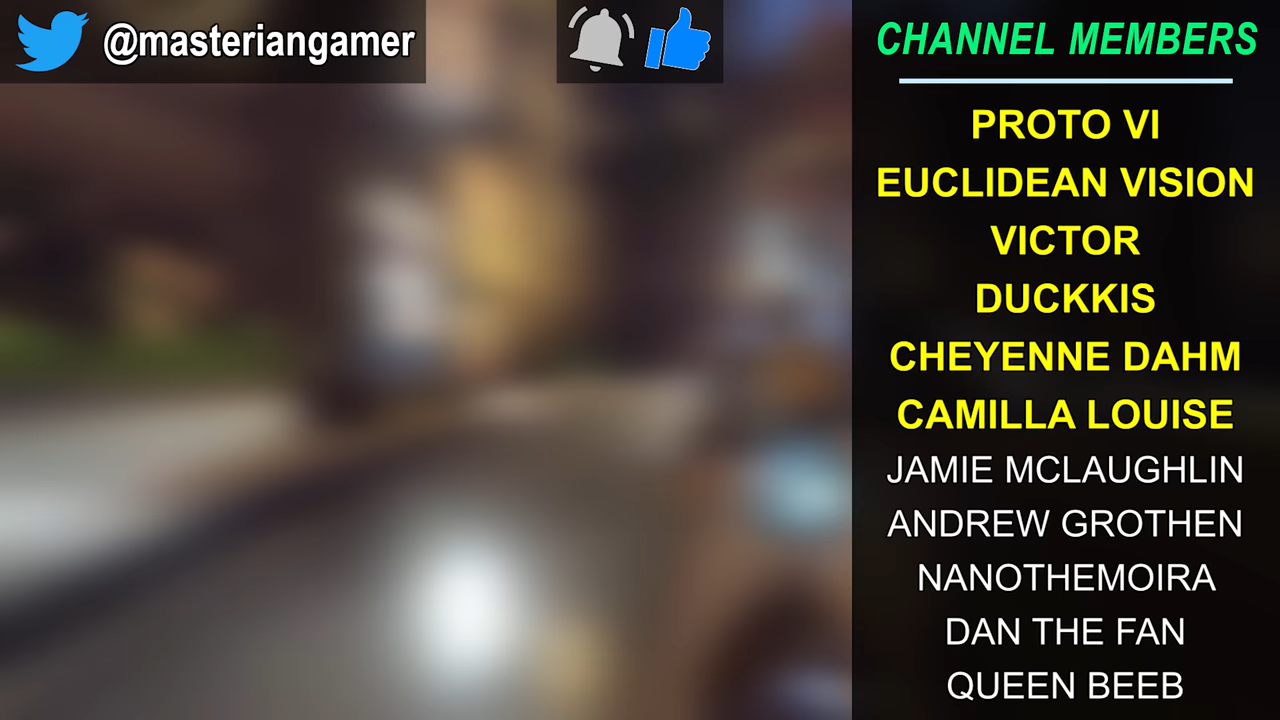 @masteriangamer
CHANNEL MEMBERS
PROTO VI
EUCLIDEAN VISION
VICTOR
DUCKKIS
CHEYENNE DAHM
CAMILLA LOUISE
JAMIE MCLAUGHLIN
ANDREW GROTHEN
NANOTHEMOIRA
DAN THE FAN
QUEEN BEEB